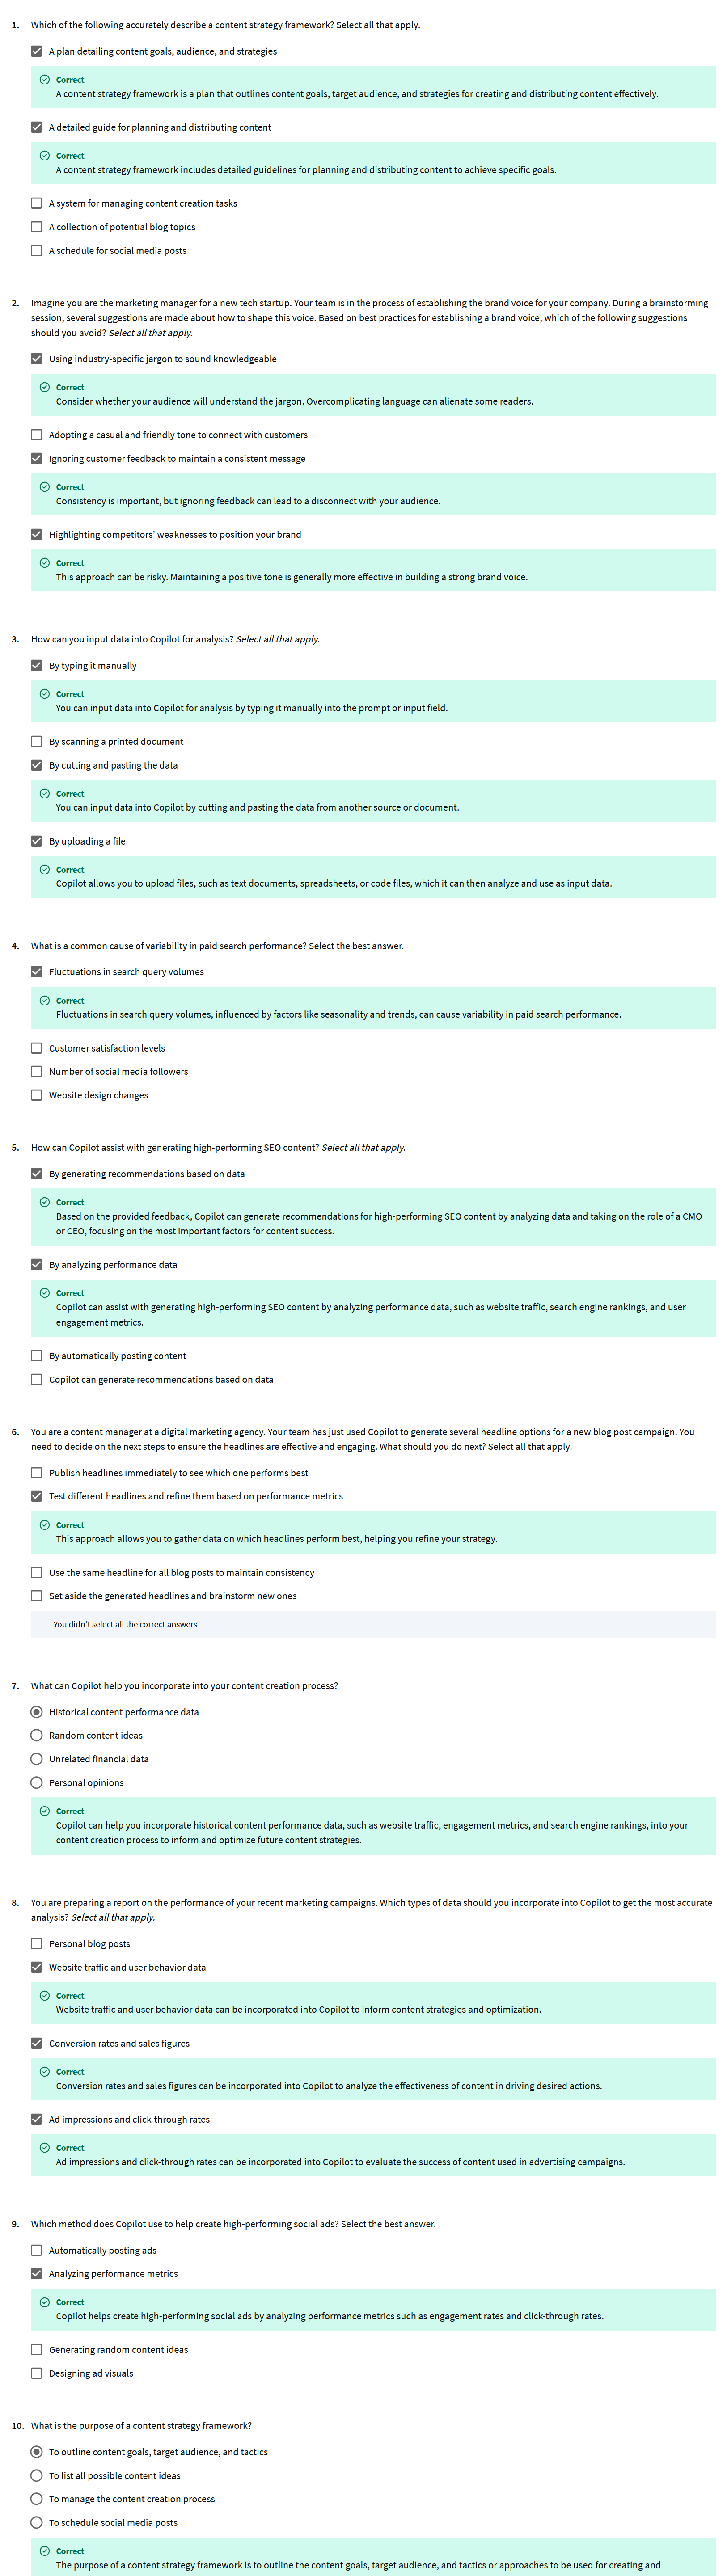 1. Which of the following accurately describe a content strategy framework? Select all that apply.
A plan detailing content goals, audience, and strategies
Correct
A content strategy framework is a plan that outlines content goals, target audience, and strategies for creating and distributing content effectively.
A detailed guide for planning and distributing content
Correct
A content strategy framework includes detailed guidelines for planning and distributing content to achieve specific goals.
A system for managing content creation tasks
A collection of potential blog topics
A schedule for social media posts
2. Imagine you are the marketing manager for a new tech startup. Your team is in the process of establishing the brand voice for your company. During a brainstorming
session, several suggestions are made about how to shape this voice. Based on best practices for establishing a brand voice, which of the following suggestions
should you avoid? Select all that apply.
Using industry-specific jargon to sound knowledgeable
Correct
Consider whether your audience will understand the jargon. Overcomplicating language can alienate some readers.
Adopting a casual and friendly tone to connect with customers
Ignoring customer feedback to maintain a consistent message
Correct
Consistency is important, but ignoring feedback can lead to a disconnect with your audience.
Highlighting competitors' weaknesses to position your brand
Correct
This approach can be risky. Maintaining a positive tone is generally more effective in building a strong brand voice.
3. How can you input data into Copilot for analysis? Select all that apply.
By typing it manually
Correct
You can input data into Copilot for analysis by typing it manually into the prompt or input field.
By scanning a printed document
By cutting and pasting the data
Correct
You can input data into Copilot by cutting and pasting the data from another source or document.
By uploading a file
Correct
Copilot allows you to upload files, such as text documents, spreadsheets, or code files, which it can then analyze and use as input data.
4. What is a common cause of variability in paid search performance? Select the best answer.
Fluctuations in search query volumes
Correct
Fluctuations in search query volumes, influenced by factors like seasonality and trends, can cause variability in paid search performance.
Customer satisfaction levels
Number of social media followers
Website design changes
5. How can Copilot assist with generating high-performing SEO content? Select all that apply.
By generating recommendations based on data
Correct
Based on the provided feedback, Copilot can generate recommendations for high-performing SEO content by analyzing data and taking on the role of a CMO
or CEO, focusing on the most important factors for content success.
By analyzing performance data
Correct
Copilot can assist with generating high-performing SEO content by analyzing performance data, such as website traffic, search engine rankings, and user
engagement metrics.
By automatically posting content
Copilot can generate recommendations based on data
6. You are a content manager at a digital marketing agency. Your team has just used Copilot to generate several headline options for a new blog post campaign. You
need to decide on the next steps to ensure the headlines are effective and engaging. What should you do next? Select all that apply.
Publish headlines immediately to see which one performs best
Test different headlines and refine them based on performance metrics
Correct
This approach allows you to gather data on which headlines perform best, helping you refine your strategy.
Use the same headline for all blog posts to maintain consistency
Set aside the generated headlines and brainstorm new ones
You didn't select all the correct answers
7. What can Copilot help you incorporate into your content creation process?
Historical content performance data
Random content ideas
Unrelated financial data
Personal opinions
Correct
Copilot can help you incorporate historical content performance data, such as website traffic, engagement metrics, and search engine rankings, into your
content creation process to inform and optimize future content strategies.
8. You are preparing a report on the performance of your recent marketing campaigns. Which types of data should you incorporate into Copilot to get the most accurate
analysis? Select all that apply.
Personal blog posts
Website traffic and user behavior data
Correct
Website traffic and user behavior data can be incorporated into Copilot to inform content strategies and optimization.
Conversion rates and sales figures
Correct
Conversion rates and sales figures can be incorporated into Copilot to analyze the effectiveness of content in driving desired actions.
Ad impressions and click-through rates
Correct
Ad impressions and click-through rates can be incorporated into Copilot to evaluate the success of content used in advertising campaigns.
9. Which method does Copilot use to help create high-performing social ads? Select the best answer.
Automatically posting ads
Analyzing performance metrics
Correct
Copilot helps create high-performing social ads by analyzing performance metrics such as engagement rates and click-through rates.
Generating random content ideas
Designing ad visuals
10. What is the purpose of a content strategy framework?
To outline content goals, target audience, and tactics
To list all possible content ideas
To manage the content creation process
To schedule social media posts
Correct
The purpose of a content strategy framework is to outline the content goals, target audience, and tactics or approaches to be used for creating and